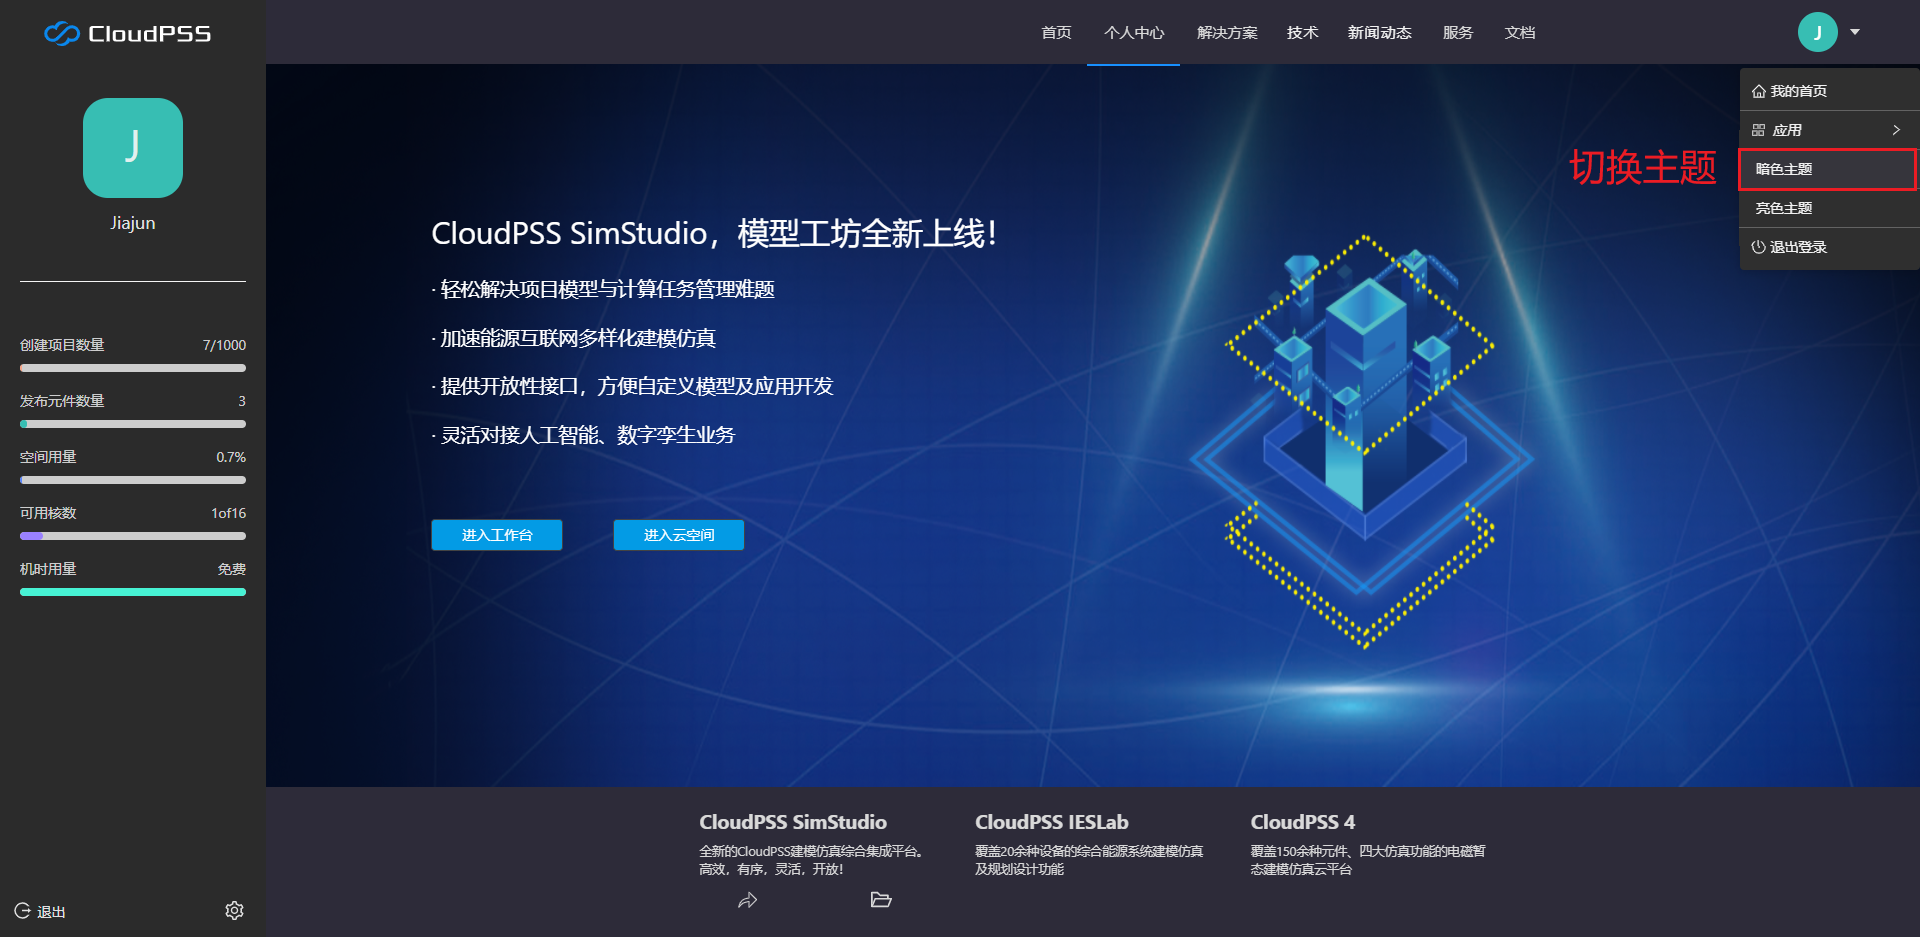 CloudPSS
首页 个人中心 解决方案 技术 新闻动态 服务 文档
J
J
Jiajun
我的首页
应用
暗色主题
亮色主题
退出登录
切换主题
创建项目数量 7/1000
发布元件数量 3
空间用量 0.7%
可用核数 1of16
机时用量 免费
CloudPSS SimStudio，模型工坊全新上线！
· 轻松解决项目模型与计算任务管理难题
· 加速能源互联网多样化建模仿真
· 提供开放性接口，方便自定义模型及应用开发
· 灵活对接人工智能、数字孪生业务
进入工作台 进入云空间
CloudPSS SimStudio
全新的CloudPSS建模仿真综合集成平台。
高效，有序，灵活，开放！
CloudPSS IESLab
覆盖20余种设备的综合能源系统建模仿真
及规划设计功能
CloudPSS 4
覆盖150余种元件、四大仿真功能的电磁暂
态建模仿真云平台
退出